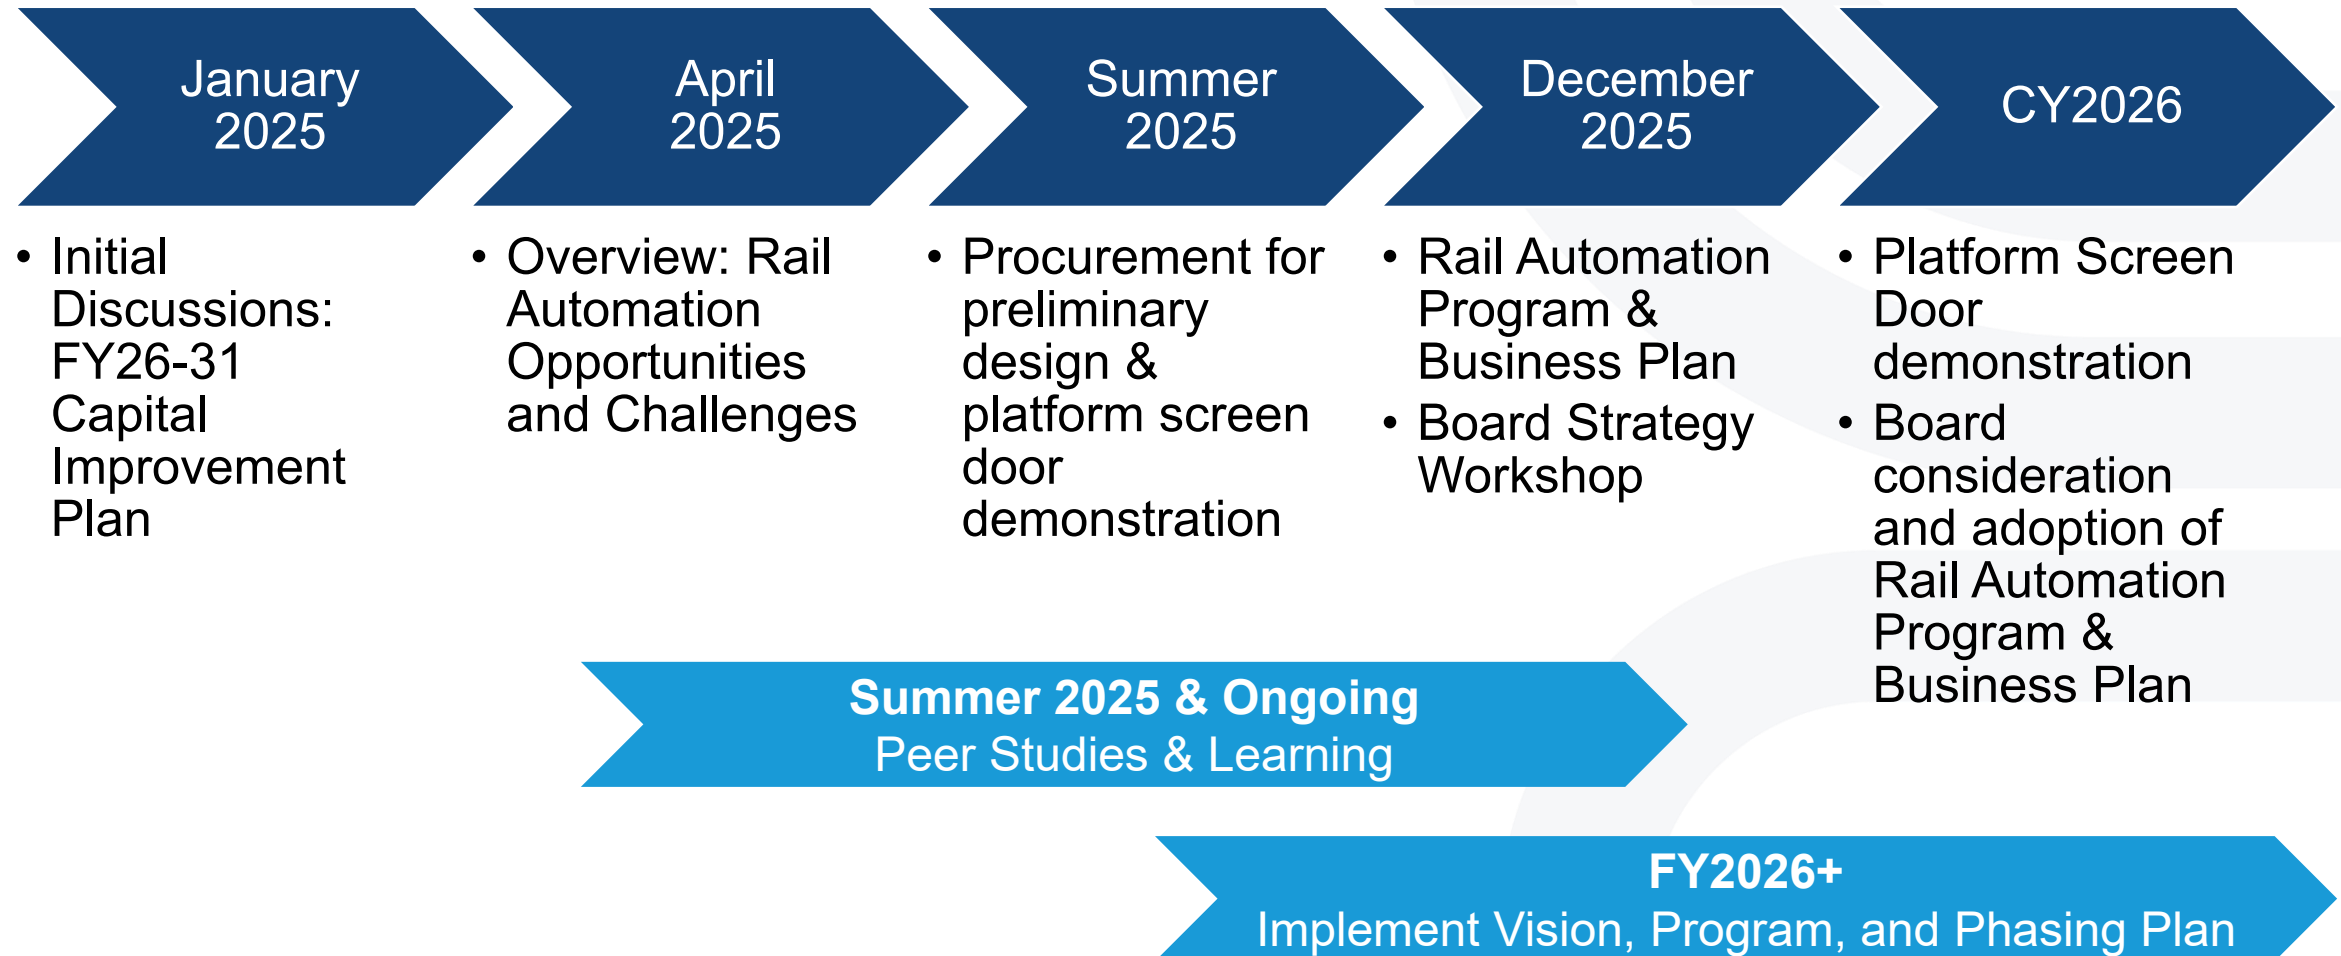 January
2025
• Initial
Discussions:
FY26-31
Capital
Improvement
Plan
April
2025
• Overview: Rail
Automation
Opportunities
and Challenges
Summer
2025
• Procurement for
preliminary
design &
platform screen
door
demonstration
December
2025
• Rail Automation
Program &
Business Plan
• Board Strategy
Workshop
CY2026
• Platform Screen
Door
demonstration
• Board
consideration
and adoption of
Rail Automation
Program &
Business Plan
Summer 2025 & Ongoing
Peer Studies & Learning
FY2026+
Implement Vision, Program, and Phasing Plan